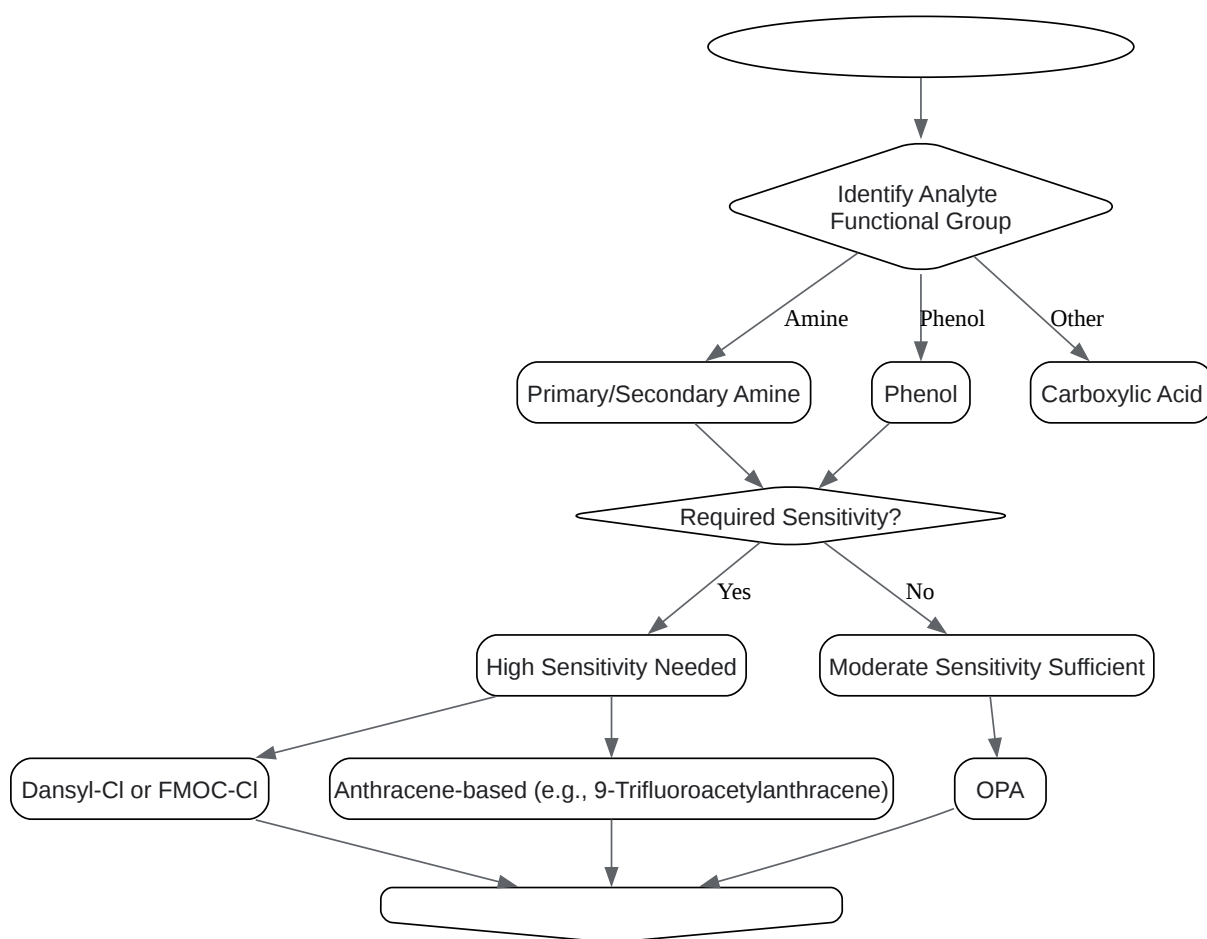 Identify Analyte
Functional Group
Amine
Phenol
Other
Primary/Secondary Amine
Phenol
Carboxylic Acid
Required Sensitivity?
Yes
No
High Sensitivity Needed
Moderate Sensitivity Sufficient
Dansyl-Cl or FMOC-Cl
Anthracene-based (e.g., 9-Trifluoroacetylanthracene)
OPA